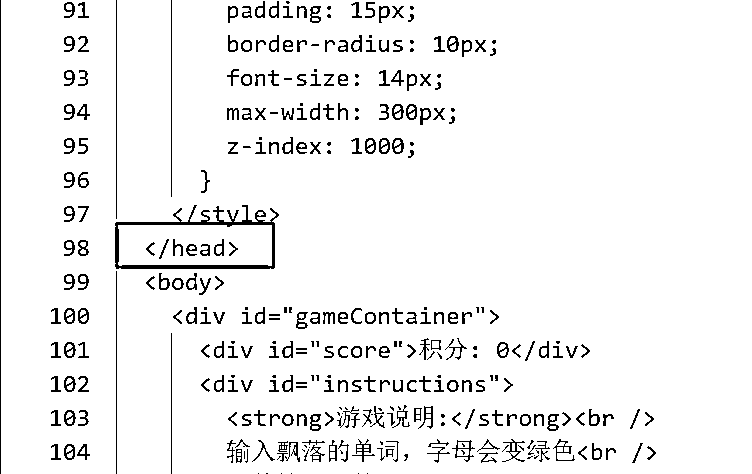 91 padding: 15px;
92 border-radius: 10px;
93 font-size: 14px;
94 max-width: 300px;
95 z-index: 1000;
96 }
97 </style>
98 </head>
99 <body>
100 <div id="gameContainer">
101 <div id="score">积分: 0</div>
102 <div id="instructions">
103 <strong>游戏说明:</strong><br />
104 输入飘落的单词，字母会变绿色<br />